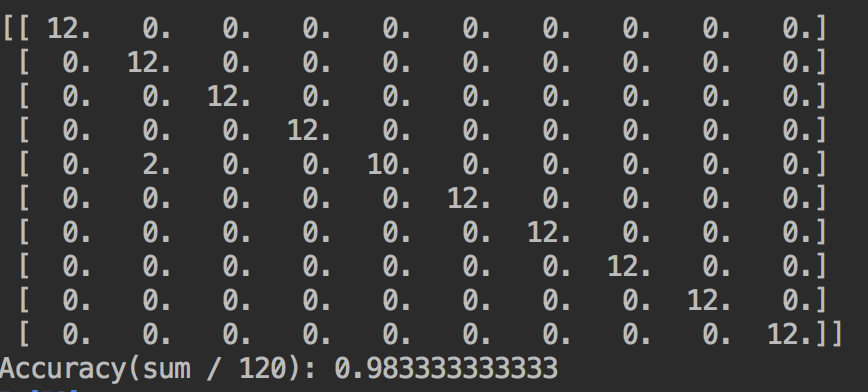 [[ 12. 0. 0. 0. 0. 0. 0. 0. 0. 0.]
[ 0. 12. 0. 0. 0. 0. 0. 0. 0. 0.]
[ 0. 0. 12. 0. 0. 0. 0. 0. 0. 0.]
[ 0. 0. 0. 12. 0. 0. 0. 0. 0. 0.]
[ 0. 2. 0. 0. 10. 0. 0. 0. 0. 0.]
[ 0. 0. 0. 0. 0. 12. 0. 0. 0. 0.]
[ 0. 0. 0. 0. 0. 0. 12. 0. 0. 0.]
[ 0. 0. 0. 0. 0. 0. 0. 12. 0. 0.]
[ 0. 0. 0. 0. 0. 0. 0. 0. 12. 0.]
[ 0. 0. 0. 0. 0. 0. 0. 0. 0. 12.]]
Accuracy(sum / 120): 0.983333333333